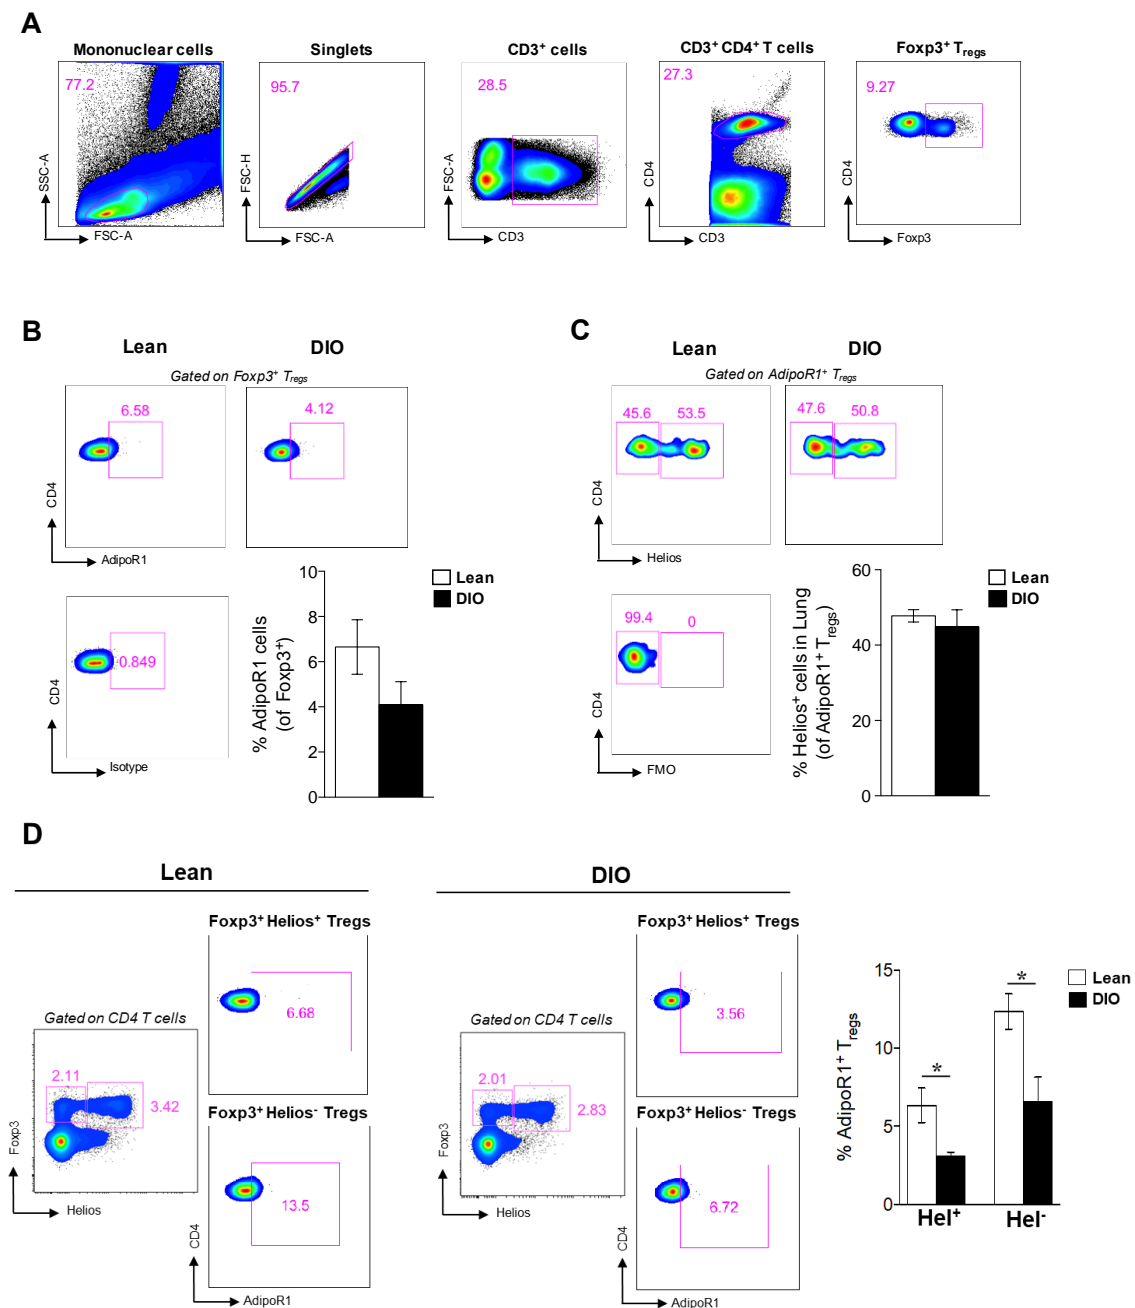 A
Mononuclear cells
Singlets
CD3+ cells
CD3+ CD4+ T cells
Foxp3+ Tregs
77.2
95.7
28.5
27.3
9.27
SSC-A
FSC-A
FSC-H
FSC-A
FSC-A
CD3
CD4
CD3
CD4
Foxp3
B
Lean
DIO
Gated on Foxp3+ Tregs
6.58
4.12
CD4
AdipoR1
0.849
CD4
Isotype
% AdipoR1 cells
(of Foxp3+)
10
8
6
4
2
0
Lean
DIO
C
Lean
DIO
Gated on AdipoR1+ Tregs
45.6
53.5
47.6
50.8
CD4
Helios
99.4
0
CD4
FMO
% Helios+ cells in Lung
(of AdipoR1+ Tregs)
60
40
20
0
Lean
DIO
D
Lean
Foxp3+ Helios+ Tregs
6.68
Gated on CD4 T cells
2.11
3.42
Foxp3
Helios
Foxp3+ Helios- Tregs
13.5
CD4
AdipoR1
DIO
Foxp3+ Helios+ Tregs
3.56
Gated on CD4 T cells
2.01
2.83
Foxp3
Helios
Foxp3+ Helios- Tregs
6.72
CD4
AdipoR1
% AdipoR1+ Tregs
15
10
5
0
*
*
Hel+
Hel-
Lean
DIO